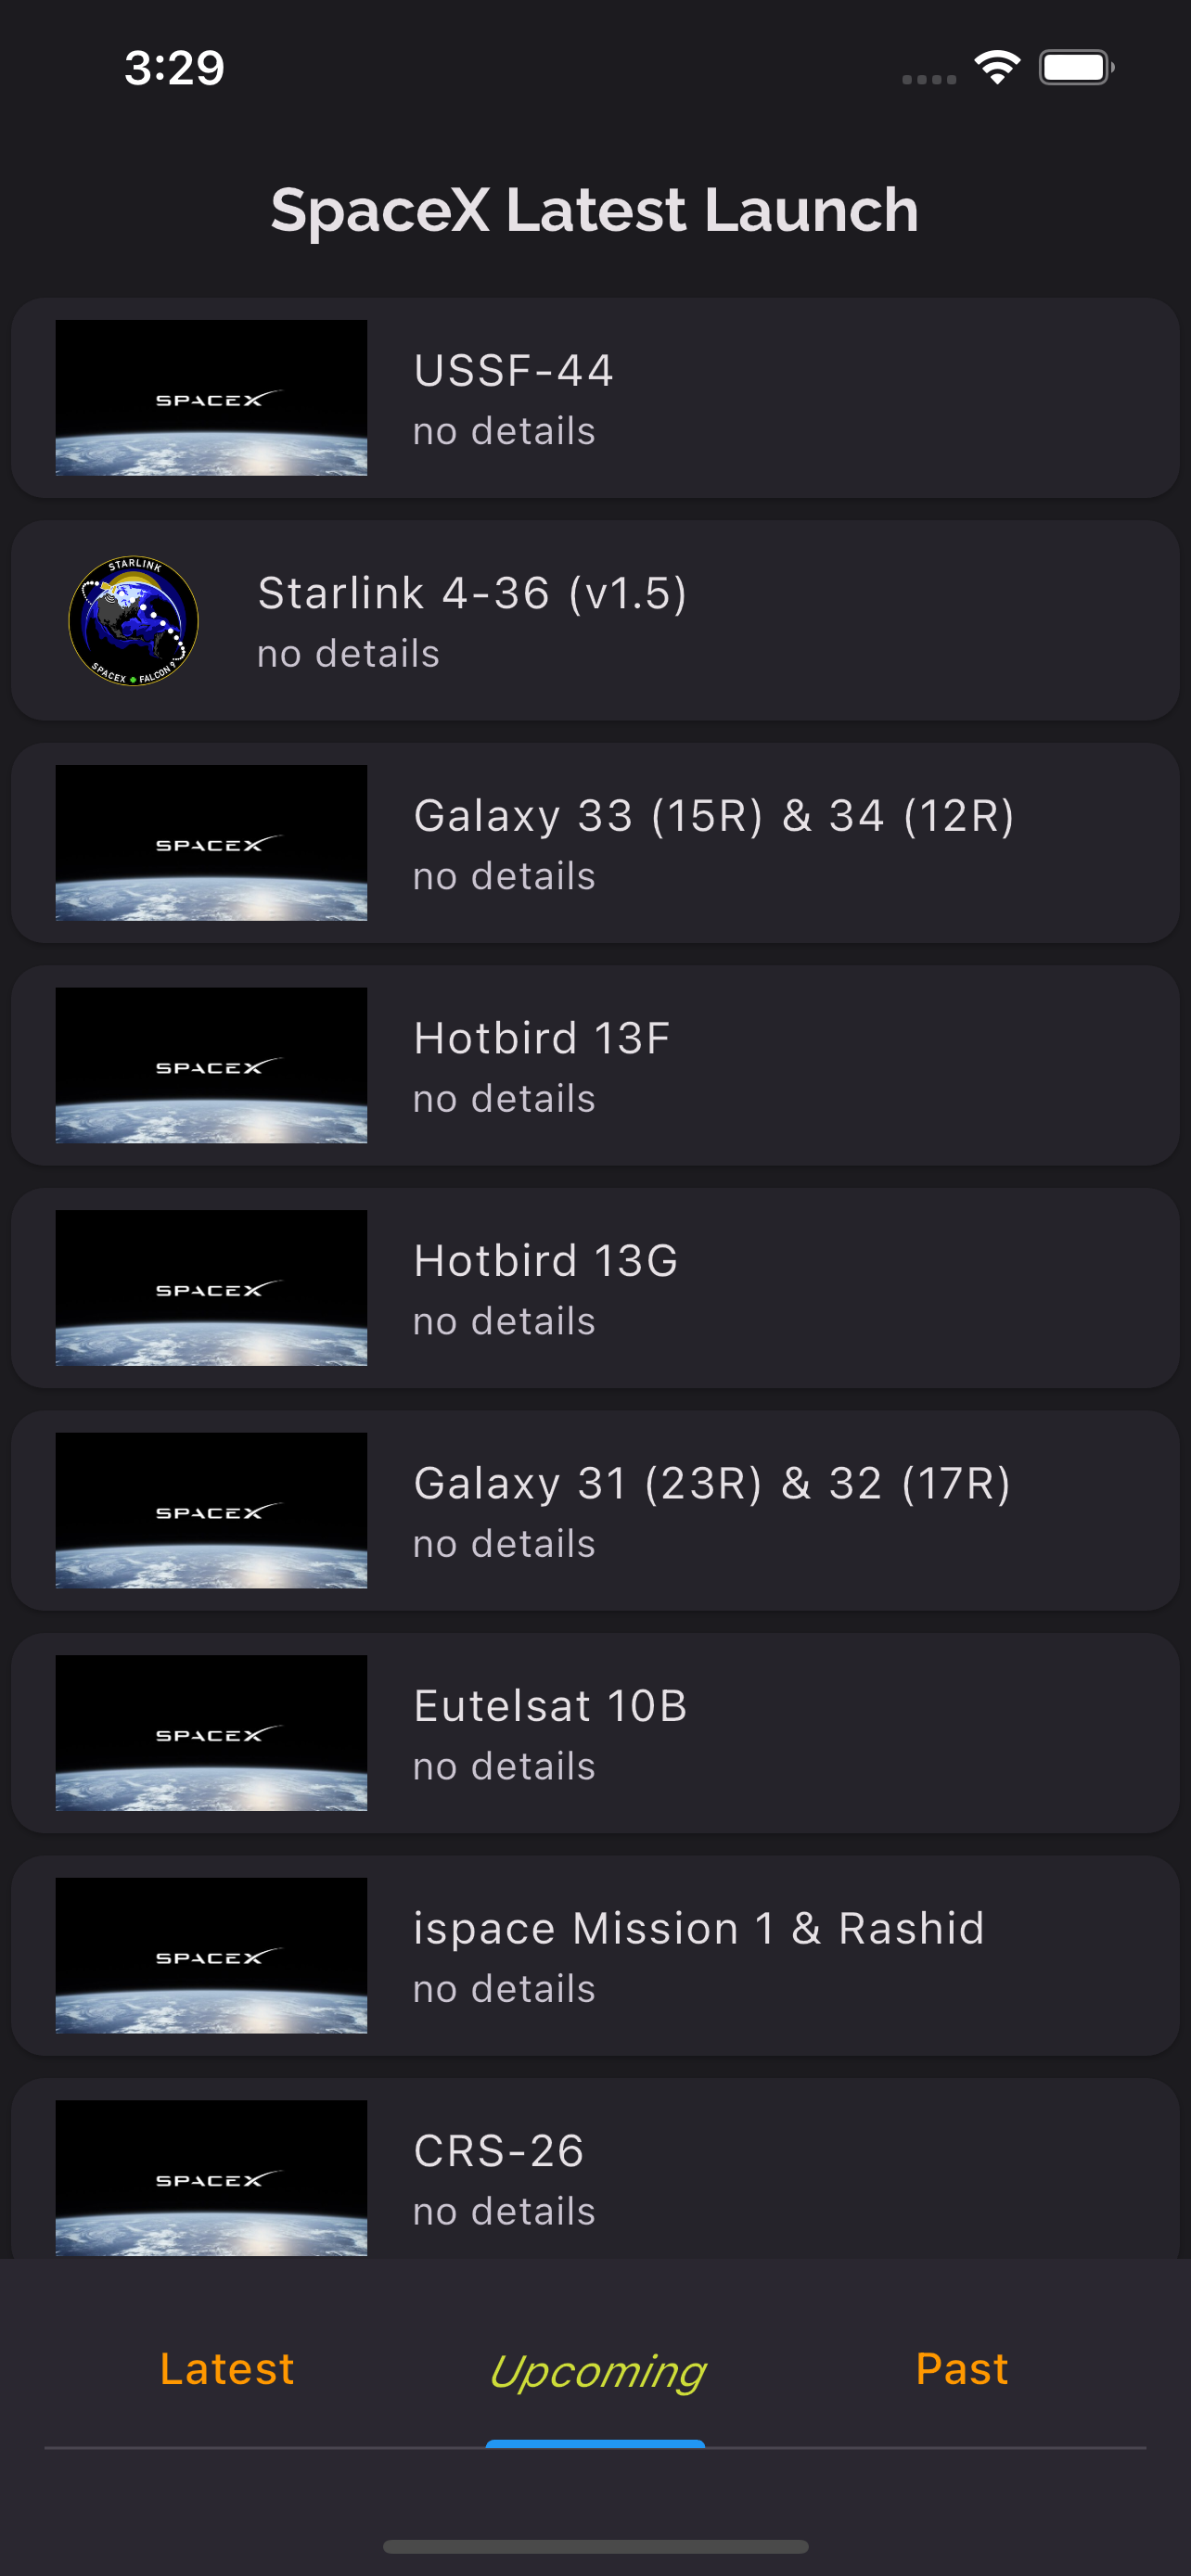 3:29
SpaceX Latest Launch
SPACEX
USSF-44
no details
STARLINK
SPACEX FALCON 9
Starlink 4-36 (v1.5)
no details
SPACEX
Galaxy 33 (15R) & 34 (12R)
no details
SPACEX
Hotbird 13F
no details
SPACEX
Hotbird 13G
no details
SPACEX
Galaxy 31 (23R) & 32 (17R)
no details
SPACEX
Eutelsat 10B
no details
SPACEX
ispace Mission 1 & Rashid
no details
SPACEX
CRS-26
no details
Latest Upcoming Past